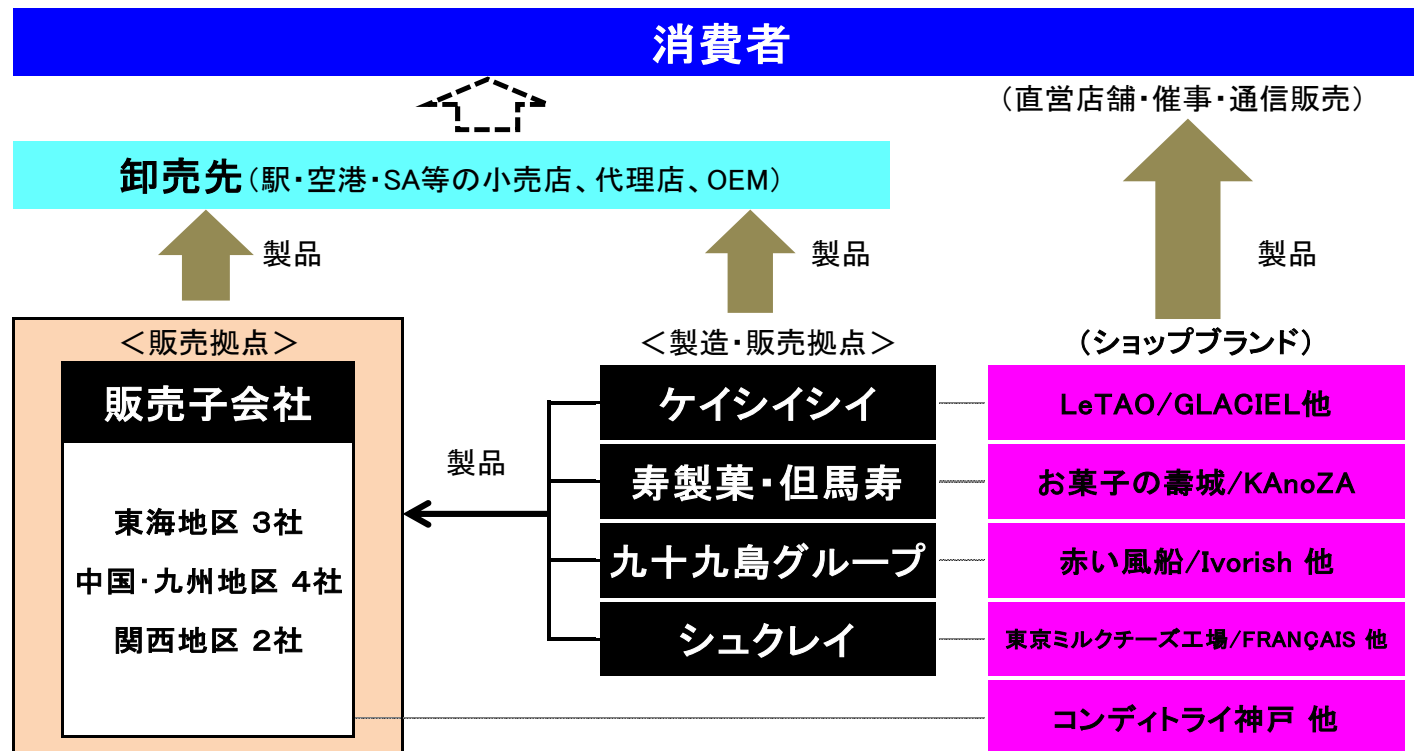 消費者
（直営店舗・催事・通信販売）
卸売先（駅・空港・SA等の小売店、代理店、OEM）
製品
製品
製品
＜販売拠点＞
販売子会社
東海地区 3社
中国・九州地区 4社
関西地区 2社
製品
＜製造・販売拠点＞
ケイシイシイ
寿製菓・但馬寿
九十九島グループ
シュクレイ
（ショップブランド）
LeTAO/GLACIEL他
お菓子の壽城/KAnoZA
赤い風船/Ivorish 他
東京ミルクチーズ工場/FRANÇAIS 他
コンディトライ神戸 他